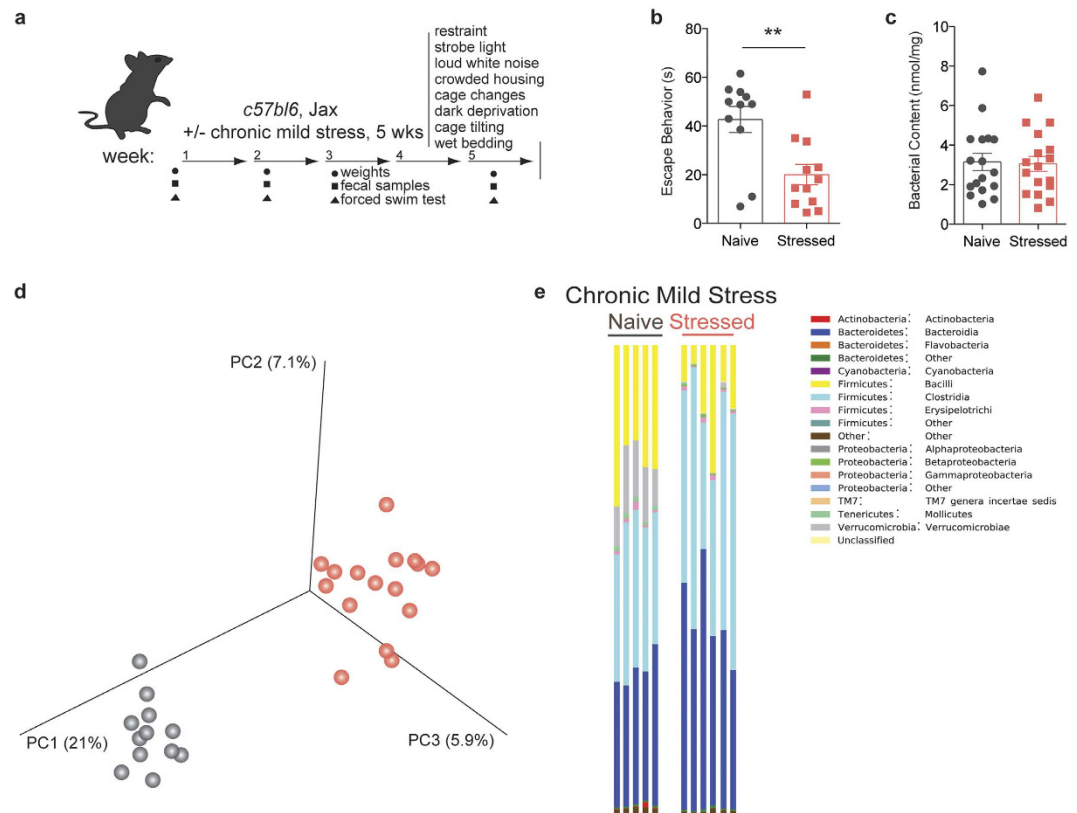 a
c57bl6, Jax
+/- chronic mild stress, 5 wks
restraint
strobe light
loud white noise
crowded housing
cage changes
dark deprivation
cage tilting
wet bedding
week:
1 2 3 4 5
weights
fecal samples
forced swim test
b
**
Escape Behavior (s)
80
60
40
20
0
Naive Stressed
c
Bacterial Content (nmol/mg)
10
8
6
4
2
0
Naive Stressed
d
PC2 (7.1%)
PC1 (21%)
PC3 (5.9%)
e
Chronic Mild Stress
Naive Stressed
Actinobacteria: Actinobacteria
Bacteroidetes: Bacteroidia
Bacteroidetes: Flavobacteria
Bacteroidetes: Other
Cyanobacteria: Cyanobacteria
Firmicutes: Bacilli
Firmicutes: Clostridia
Firmicutes: Erysipelotrichi
Firmicutes: Other
Other: Other
Proteobacteria: Alphaproteobacteria
Proteobacteria: Betaproteobacteria
Proteobacteria: Gammaproteobacteria
Proteobacteria: Other
TM7: TM7 genera incertae sedis
Tenericutes: Mollicutes
Verrucomicrobia: Verrucomicrobiae
Unclassified